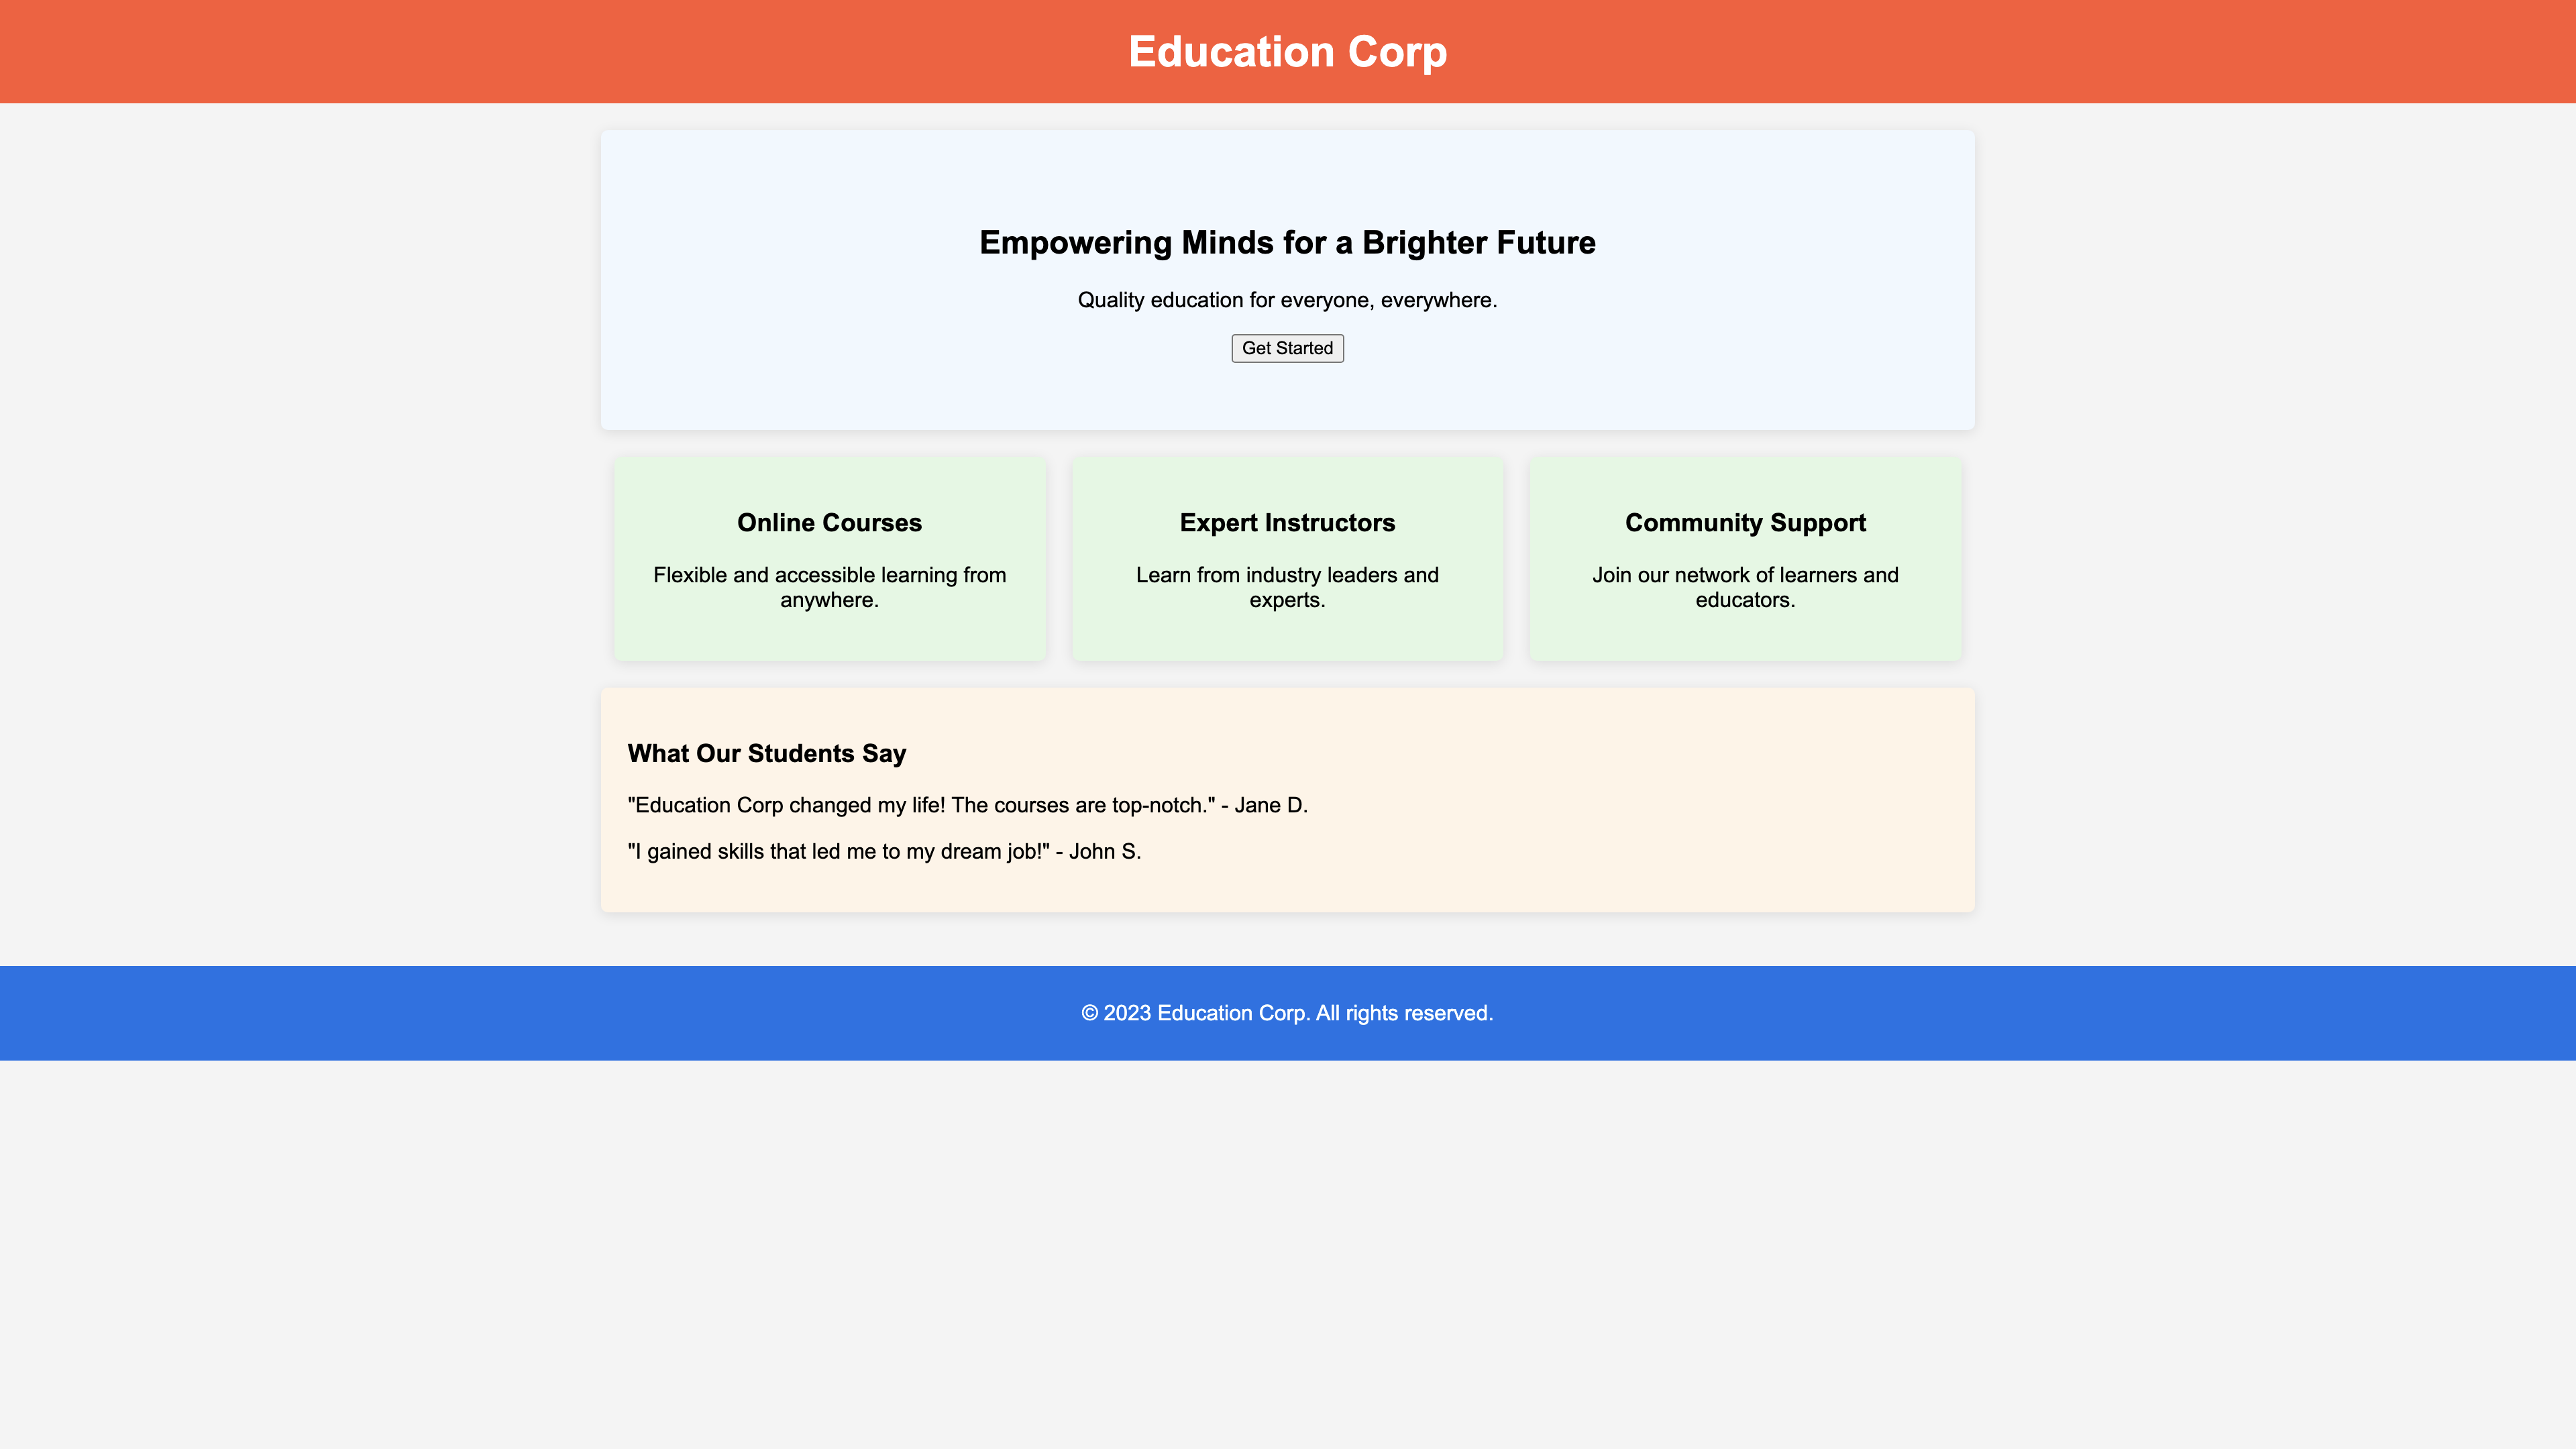 Education Corp
Empowering Minds for a Brighter Future
Quality education for everyone, everywhere.
Get Started
Online Courses
Flexible and accessible learning from
anywhere.
Expert Instructors
Learn from industry leaders and
experts.
Community Support
Join our network of learners and
educators.
What Our Students Say
"Education Corp changed my life! The courses are top-notch." - Jane D.
"I gained skills that led me to my dream job!" - John S.
© 2023 Education Corp. All rights reserved.